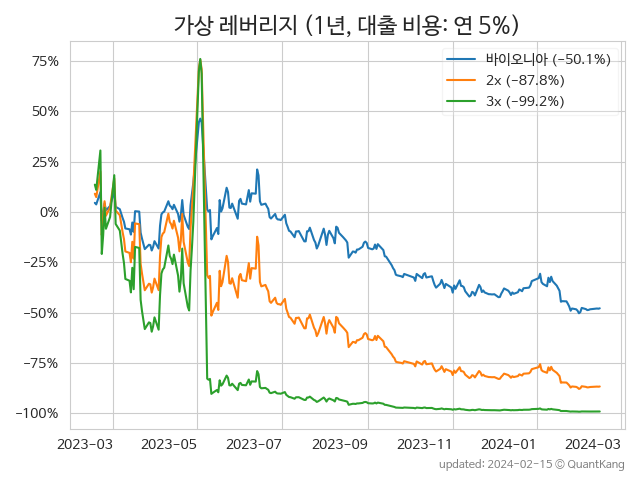 가상 레버리지 (1년, 대출 비용: 연 5%)
바이오니아 (−50.1%)
2x (−87.8%)
3x (−99.2%)
75%
50%
25%
0%
−25%
−50%
−75%
−100%
2023-03 2023-05 2023-07 2023-09 2023-11 2024-01 2024-03
updated: 2024-02-15 © QuantKang